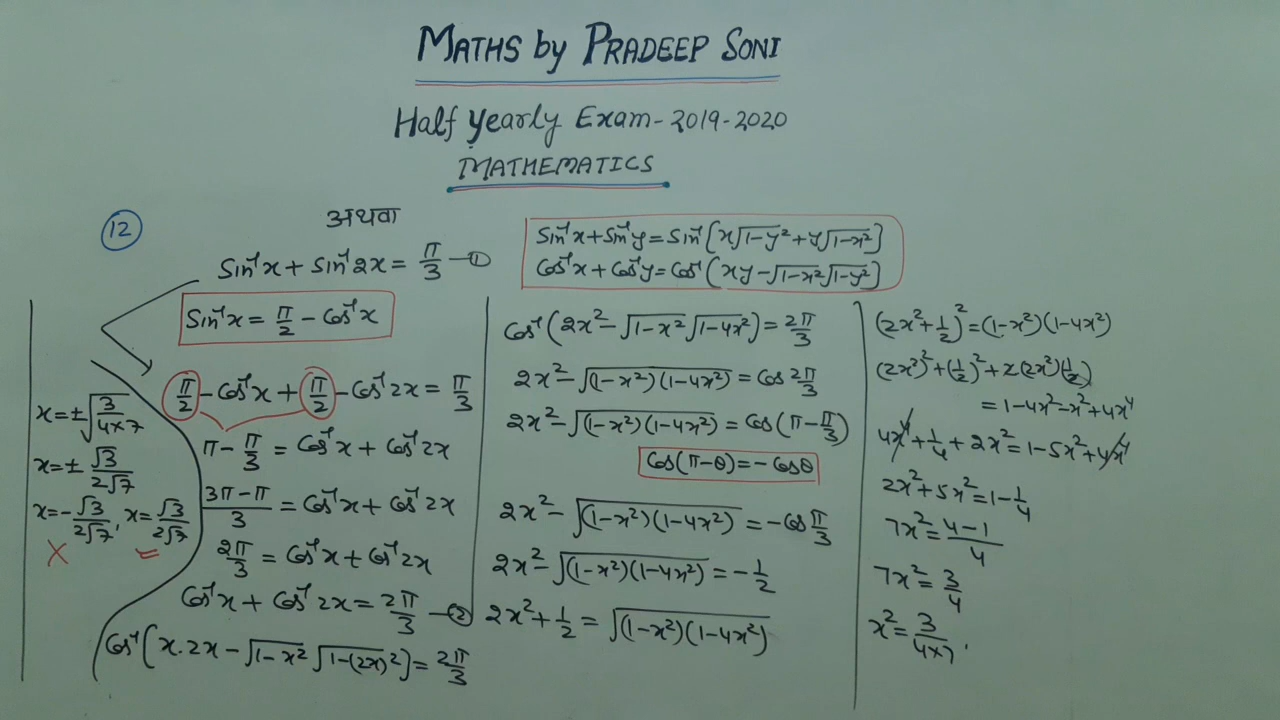 MATHS by PRADEEP SONI
Half Yearly Exam-2019-2020
MATHEMATICS
12
अथवा
Sin⁻¹x + Sin⁻¹2x = π/3 —①
Sin⁻¹x = π/2 - Cos⁻¹x
π/2 - Cos⁻¹x + π/2 - Cos⁻¹2x = π/3
π - π/3 = Cos⁻¹x + Cos⁻¹2x
(3π-π)/3 = Cos⁻¹x + Cos⁻¹2x
2π/3 = Cos⁻¹x + Cos⁻¹2x
Cos⁻¹x + Cos⁻¹2x = 2π/3 —②
Cos⁻¹(x·2x - √(1-x²) √(1-(2x)²)) = 2π/3
Sin⁻¹x + Sin⁻¹y = Sin⁻¹[x√(1-y²) + y√(1-x²)]
Cos⁻¹x + Cos⁻¹y = Cos⁻¹(xy - √(1-x²)√(1-y²)]
Cos⁻¹(2x² - √(1-x²) √(1-4x²)) = 2π/3
2x² - √((1-x²)(1-4x²)) = Cos 2π/3
2x² - √((1-x²)(1-4x²)) = Cos(π - π/3)
Cos(π-θ) = -Cosθ
2x² - √((1-x²)(1-4x²)) = -Cos π/3
2x² - √((1-x²)(1-4x²)) = -1/2
2x² + 1/2 = √((1-x²)(1-4x²))
(2x² + 1/2)² = (1-x²)(1-4x²)
(2x²)² + (1/2)² + 2(2x²)(1/2)
= 1-4x²-x²+4x⁴
4x⁴ + 1/4 + 2x² = 1-5x²+4x⁴
2x² + 5x² = 1 - 1/4
7x² = (4-1)/4
7x² = 3/4
x² = 3/(4×7)
x = ±√(3/(4×7))
x = ± √3/(2√7)
x = -√3/(2√7), x = √3/(2√7)